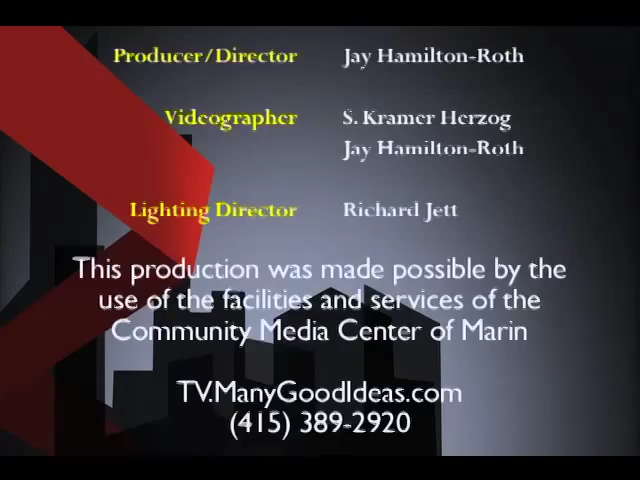 Producer/Director Jay Hamilton-Roth
Videographer S. Kramer Herzog
Jay Hamilton-Roth
Lighting Director Richard Jett
This production was made possible by the
use of the facilities and services of the
Community Media Center of Marin
TV.ManyGoodIdeas.com
(415) 389-2920